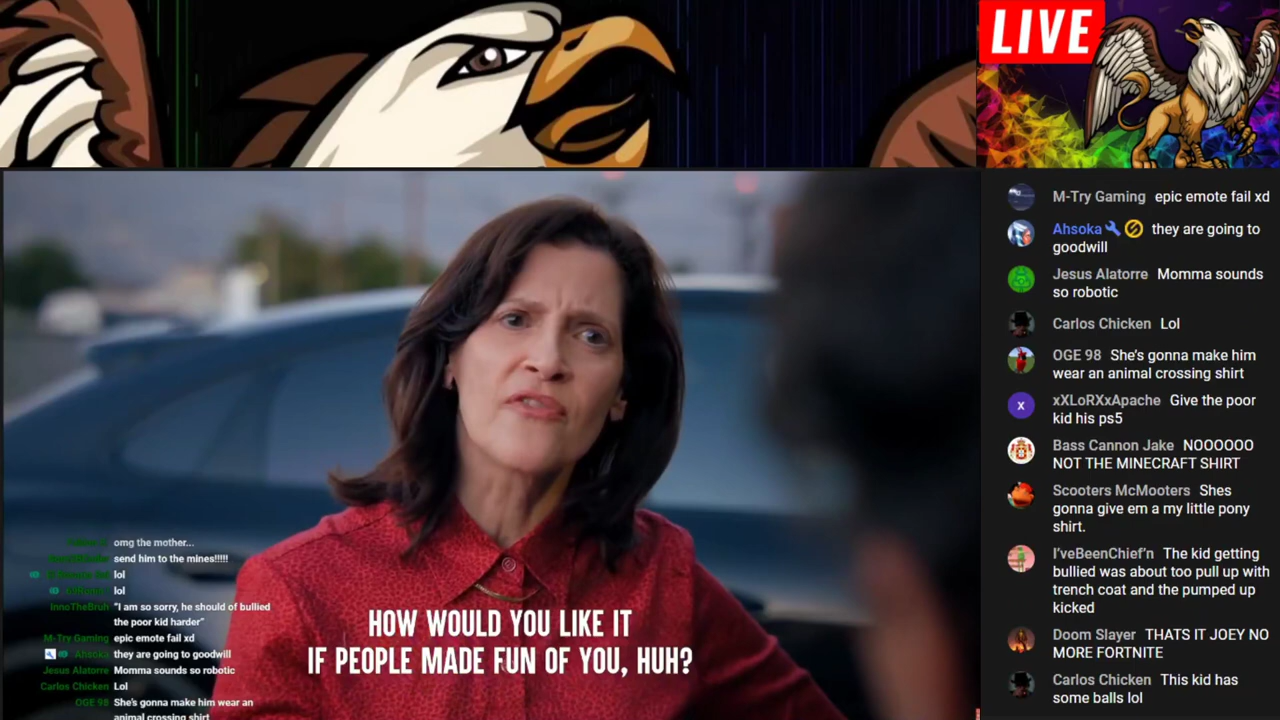 LIVE
M-Try Gaming epic emote fail xd
Ahsoka they are going to
goodwill
Jesus Alatorre Momma sounds
so robotic
Carlos Chicken Lol
OGE 98 She's gonna make him
wear an animal crossing shirt
X
xXLoRXxApache Give the poor
kid his ps5
Bass Cannon Jake NOOOOOO
NOT THE MINECRAFT SHIRT
Scooters McMooters Shes
gonna give em a my little pony
shirt.
I'veBeenChief'n The kid getting
bullied was about too pull up with
trench coat and the pumped up
kicked
Doom Slayer THATS IT JOEY NO
MORE FORTNITE
Carlos Chicken This kid has
some balls lol
omg the mother...
send him to the mines!!!!!
lol
lol
InnoTheBruh "I am so sorry, he should of bullied
the poor kid harder"
M-Try Gaming epic emote fail xd
Ahsoka they are going to goodwill
Jesus Alatorre Momma sounds so robotic
Carlos Chicken Lol
OGE 98 She's gonna make him wear an
animal crossing shirt
HOW WOULD YOU LIKE IT
IF PEOPLE MADE FUN OF YOU, HUH?